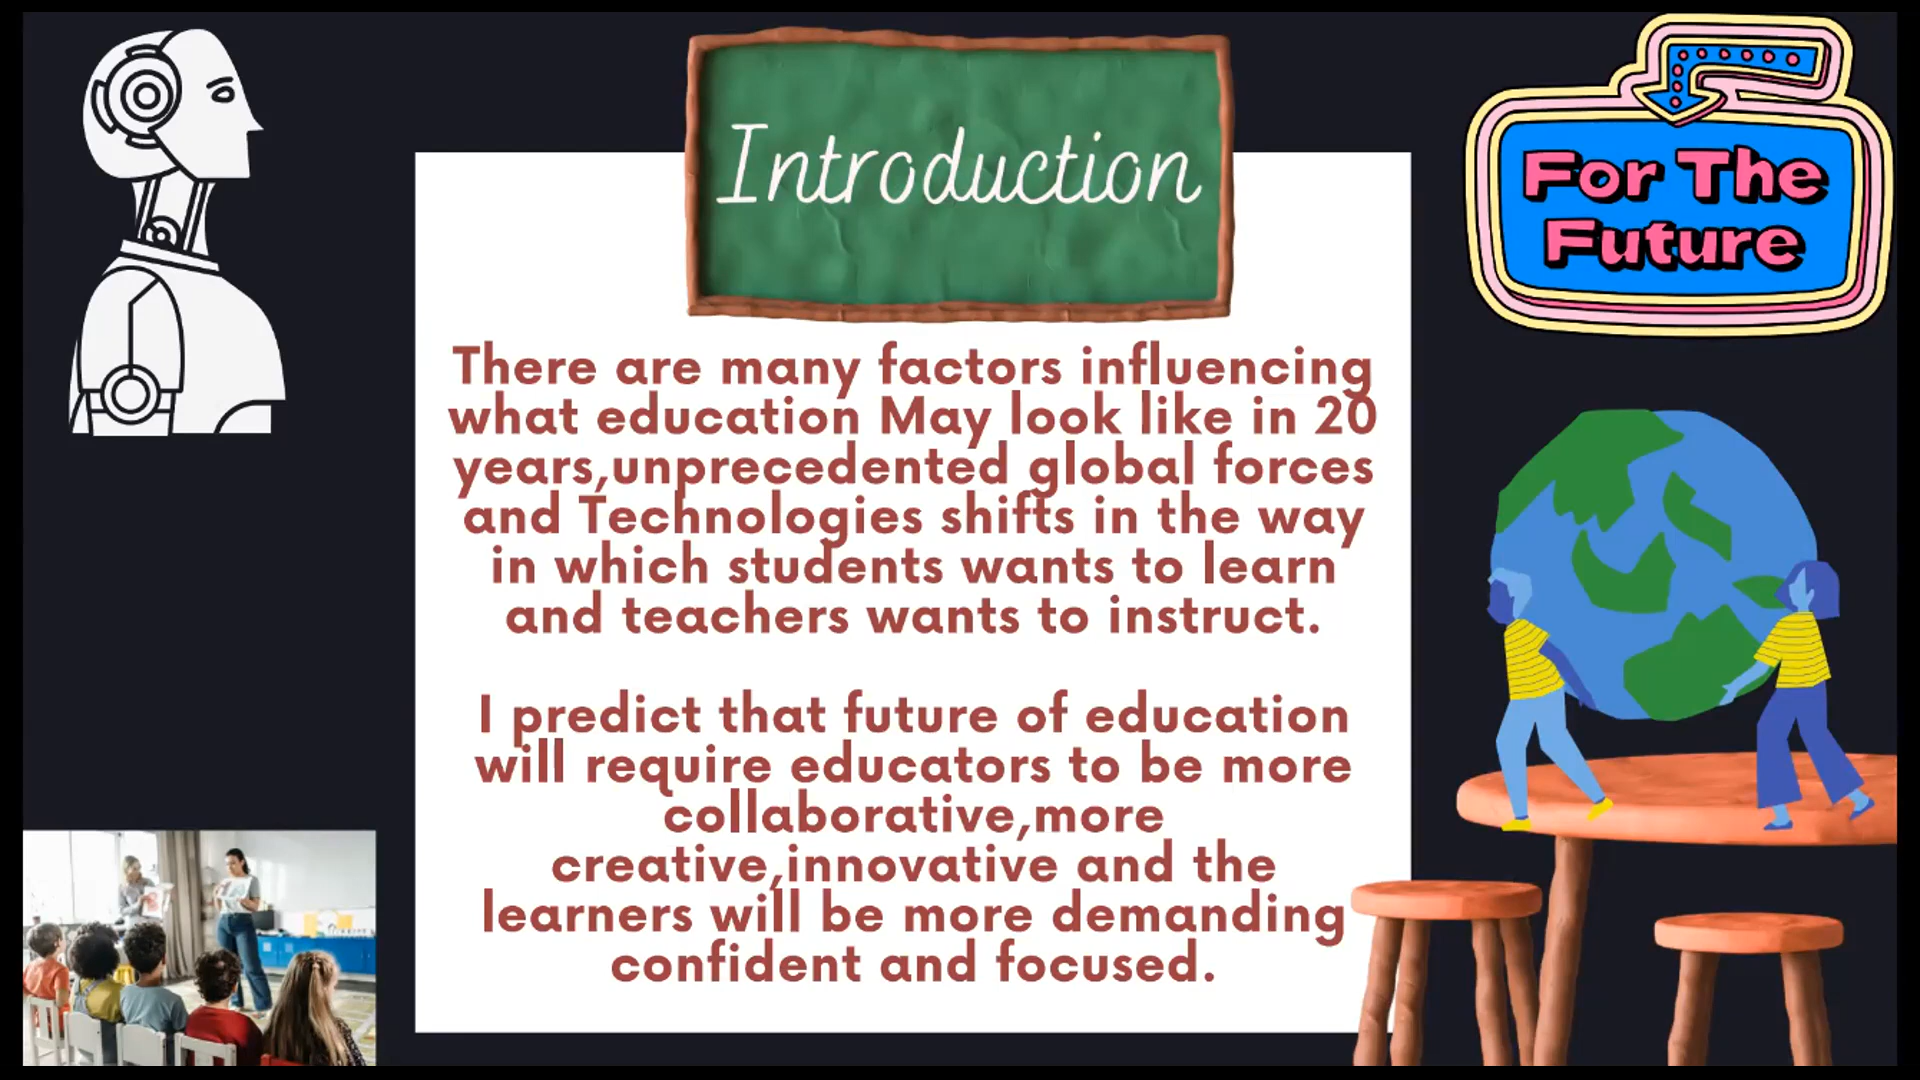 Introduction
For The
Future
There are many factors influencing
what education May look like in 20
years,unprecedented global forces
and Technologies shifts in the way
in which students wants to learn
and teachers wants to instruct.
I predict that future of education
will require educators to be more
collaborative,more
creative,innovative and the
learners will be more demanding
confident and focused.